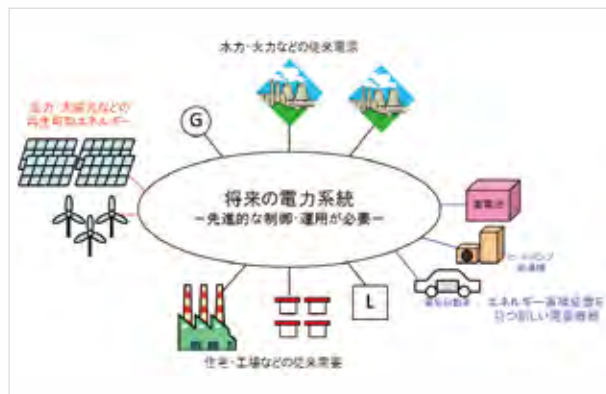 水力・火力などの従来電源
風力・太陽光などの
再生可能エネルギー
G
将来の電力系統
－先進的な制御・運用が必要－
蓄電池
ヒートポンプ
給湯機
電気自動車
エネルギー蓄積装置を
持つ新しい需要機器
L
住宅・工場などの従来需要